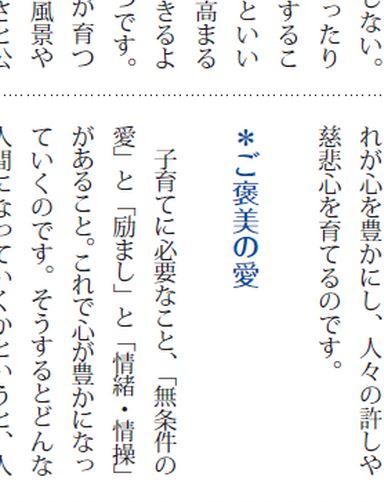 しない。
ったり
するこ
といい
高まる
きるよ
つです。
が育つ
風景や
さと公
れが心を豊かにし、人々の許しや
慈悲心を育てるのです。
＊ご褒美の愛
子育てに必要なこと、「無条件の
愛」と「励まし」と「情緒・情操」
があること。これで心が豊かになっ
ていくのです。そうするとどんな
人間になっていくかというと、人